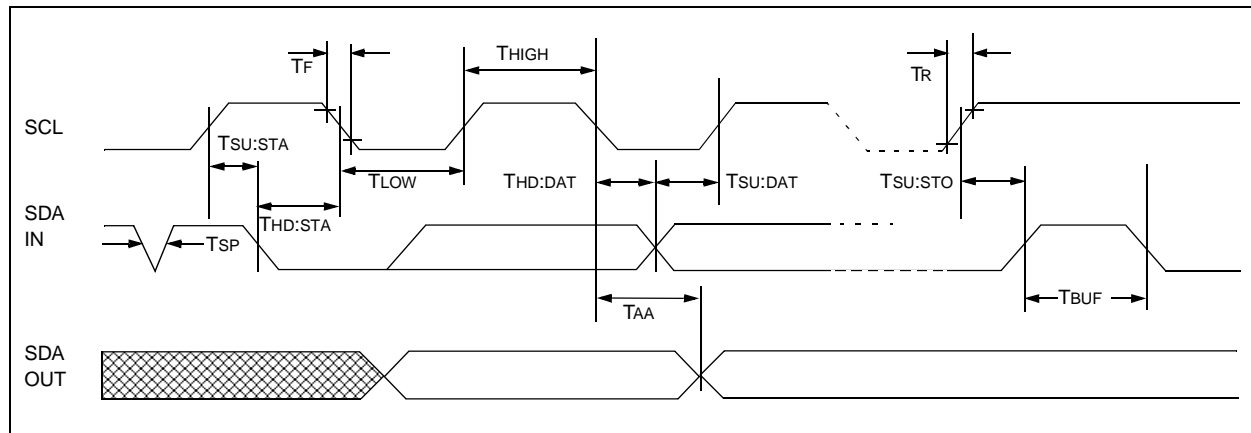 TF
THIGH
TR
SCL
TSU:STA
TLOW
THD:DAT
TSU:DAT
TSU:STO
SDA
IN
THD:STA
TSP
TAA
TBUF
SDA
OUT